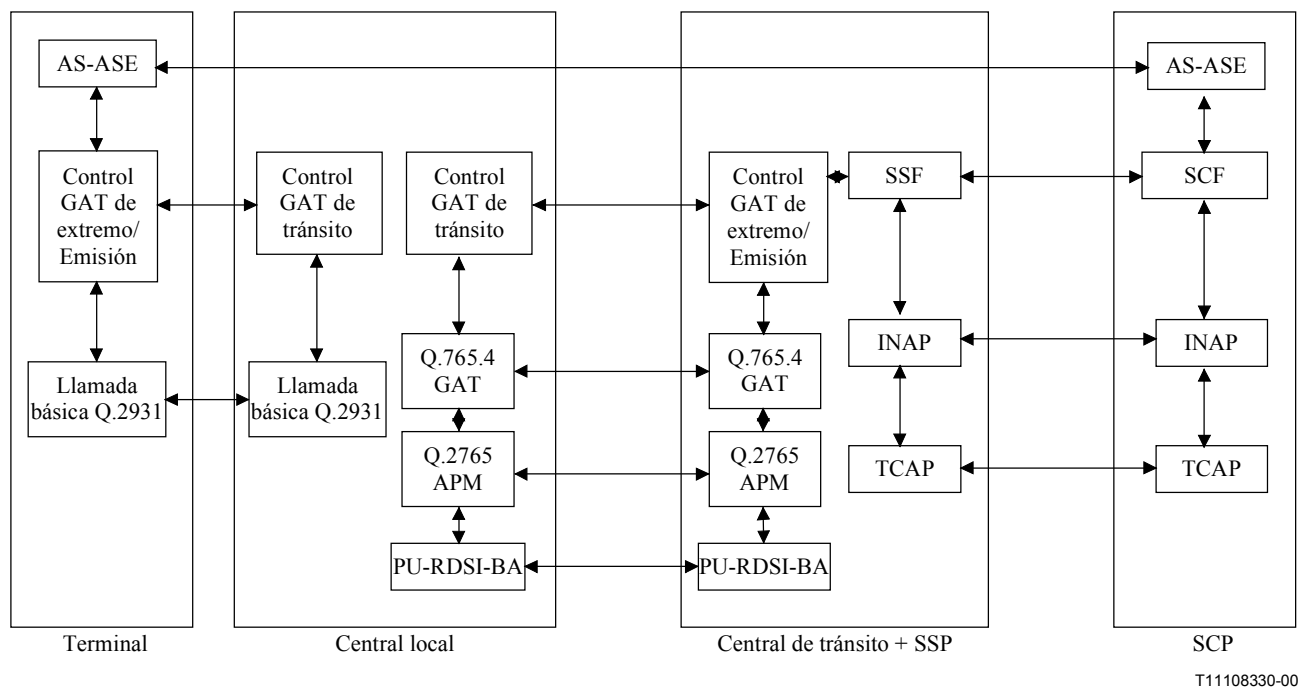 AS-ASE
AS-ASE
Control
GAT de
extremo/
Emisión
Control
GAT de
tránsito
Control
GAT de
tránsito
Control
GAT de
extremo/
Emisión
SSF
SCF
Llamada
básica Q.2931
Llamada
básica Q.2931
Q.765.4
GAT
Q.765.4
GAT
INAP
INAP
Q.2765
APM
Q.2765
APM
TCAP
TCAP
PU-RDSI-BA
PU-RDSI-BA
Terminal
Central local
Central de tránsito + SSP
SCP
T11108330-00